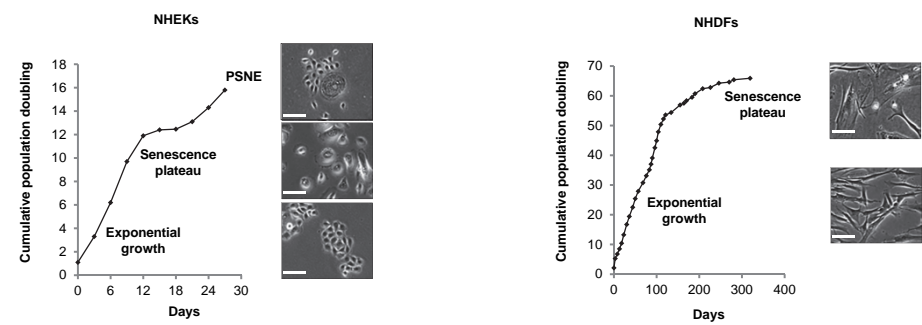 NHEKs
Cumulative population doubling
18
16
14
12
10
8
6
4
2
0
PSNE
Senescence
plateau
Exponential
growth
0 6 12 18 24 30
Days
NHDFs
Cumulative population doubling
70
60
50
40
30
20
10
0
Senescence
plateau
Exponential
growth
0 100 200 300 400
Days